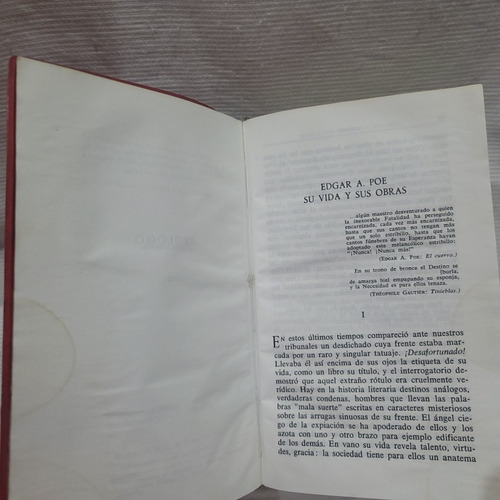 EDGAR A. POE
SU VIDA Y SUS OBRAS
...algún maestro desventurado a quien
la inexorable Fatalidad ha perseguido
encarnizada, cada vez más encarnizada,
hasta que sus cantos no tengan más
que un solo estribillo, hasta que los
cantos fúnebres de su Esperanza hayan
adoptado este melancólico estribillo:
"¡Nunca! ¡Nunca más!"
(EDGAR A. POE: El cuervo.)
En su trono de bronce el Destino se
[burla,
de amarga hiel empapando su esponja,
y la Necesidad es para ellos tenaza.
(THÉOPHILE GAUTIER: Tinieblas.)
I
EN estos últimos tiempos compareció ante nuestros
tribunales un desdichado cuya frente estaba mar-
cada por un raro y singular tatuaje. ¡Desafortunado!
Llevaba él así encima de sus ojos la etiqueta de su
vida, como un libro su título, y el interrogatorio de-
mostró que aquel extraño rótulo era cruelmente ve-
rídico. Hay en la historia literaria destinos análogos,
verdaderas condenas, hombres que llevan las pala-
bras "mala suerte" escritas en caracteres misteriosos
sobre las arrugas sinuosas de su frente. El ángel cie-
go de la expiación se ha apoderado de ellos y los
azota con uno y otro brazo para ejemplo edificante
de los demás. En vano su vida revela talento, virtu-
des, gracia: la sociedad tiene para ellos un anatema